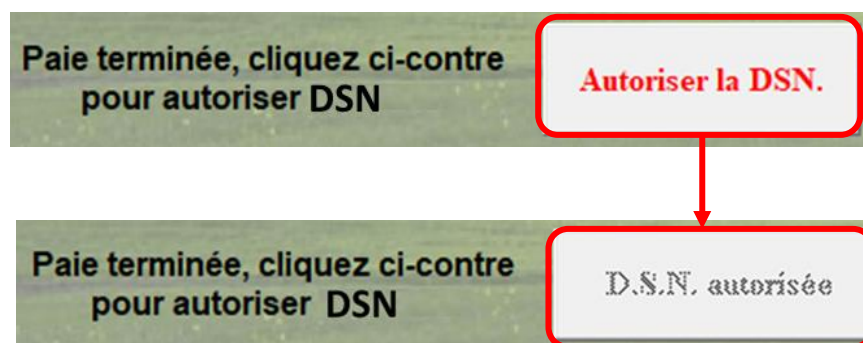 Paie terminée, cliquez ci-contre
pour autoriser DSN
Autoriser la DSN.
Paie terminée, cliquez ci-contre
pour autoriser DSN
D.S.N. autorisée